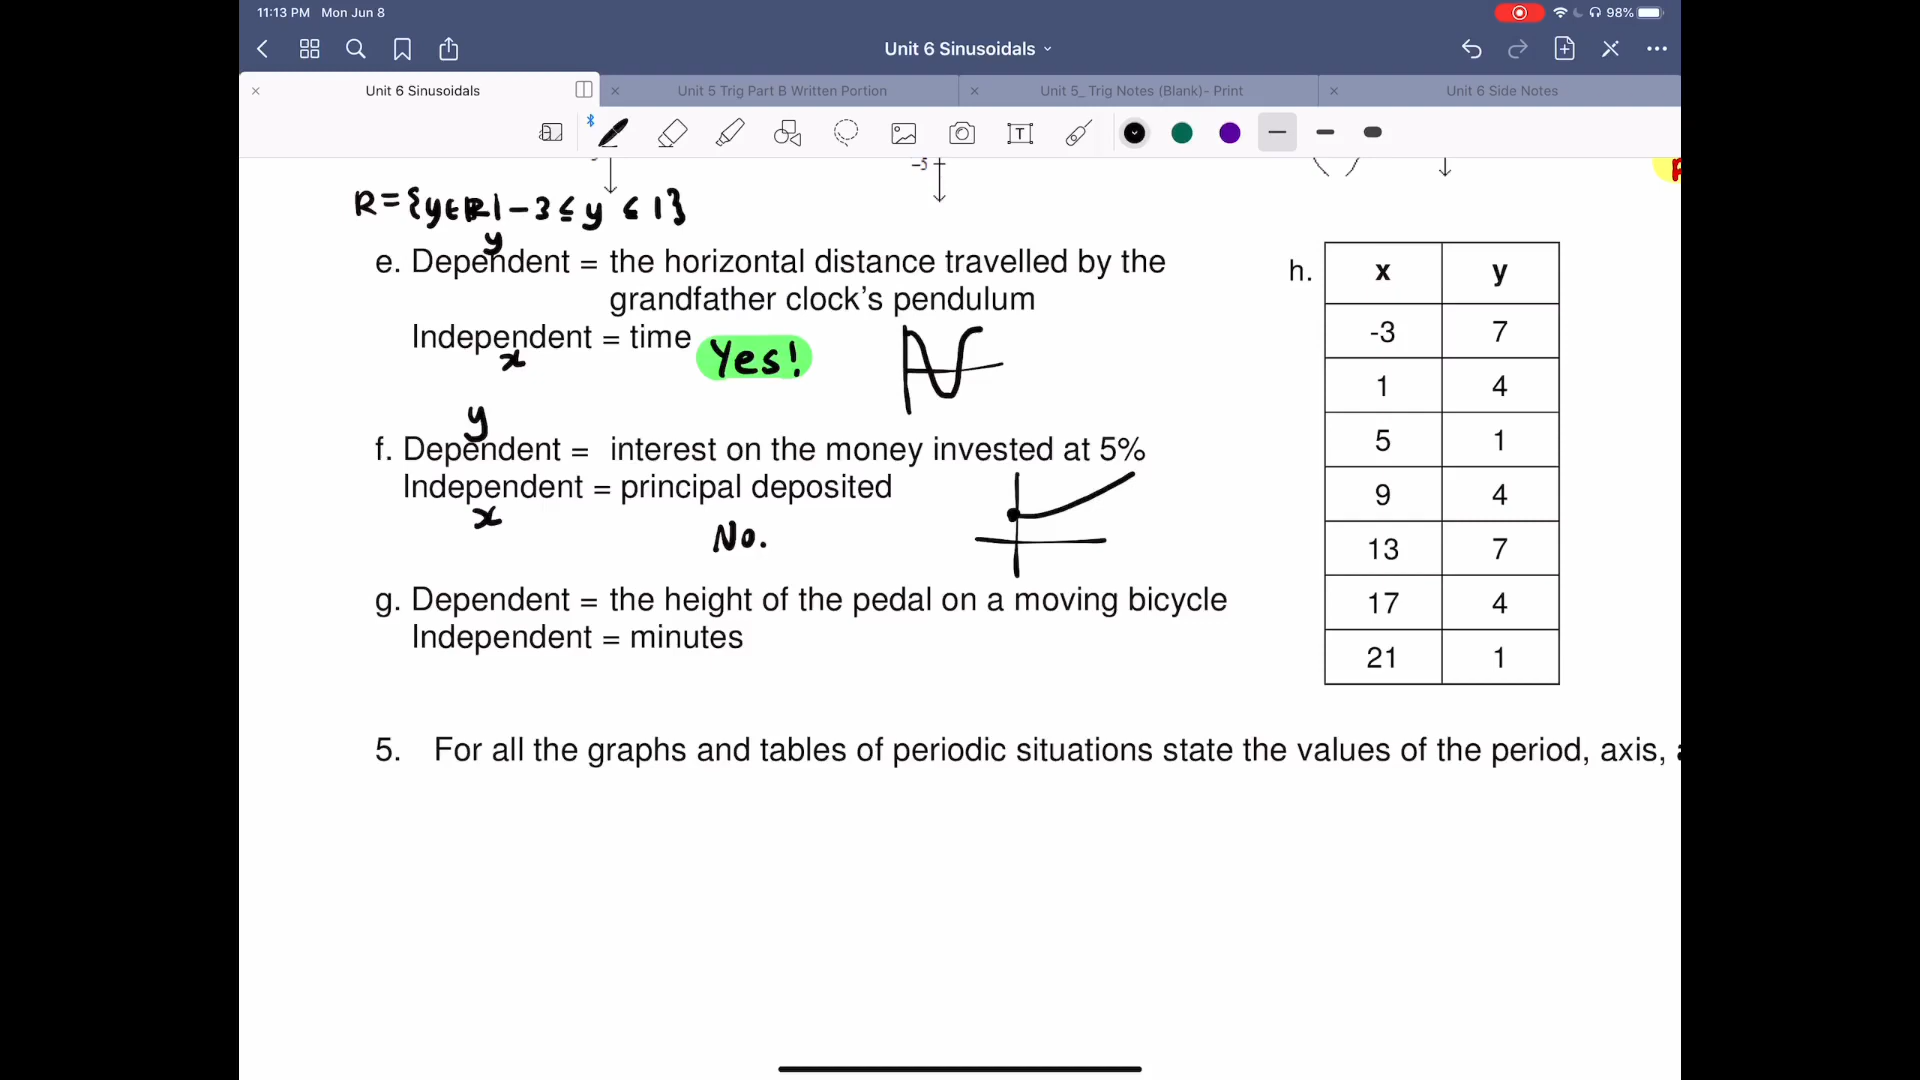 11:13 PM Mon Jun 8
98%
Unit 6 Sinusoidals
Unit 6 Sinusoidals
Unit 5 Trig Part B Written Portion
Unit 5_ Trig Notes (Blank)- Print
Unit 6 Side Notes
T
-5
R={y∈ℝ|-3≤y≤1}
y
e. Dependent = the horizontal distance travelled by the
grandfather clock's pendulum
Independent = time Yes!
x
y
f. Dependent = interest on the money invested at 5%
Independent = principal deposited
x
No.
g. Dependent = the height of the pedal on a moving bicycle
Independent = minutes
h.
x y
-3 7
1 4
5 1
9 4
13 7
17 4
21 1
5. For all the graphs and tables of periodic situations state the values of the period, axis,